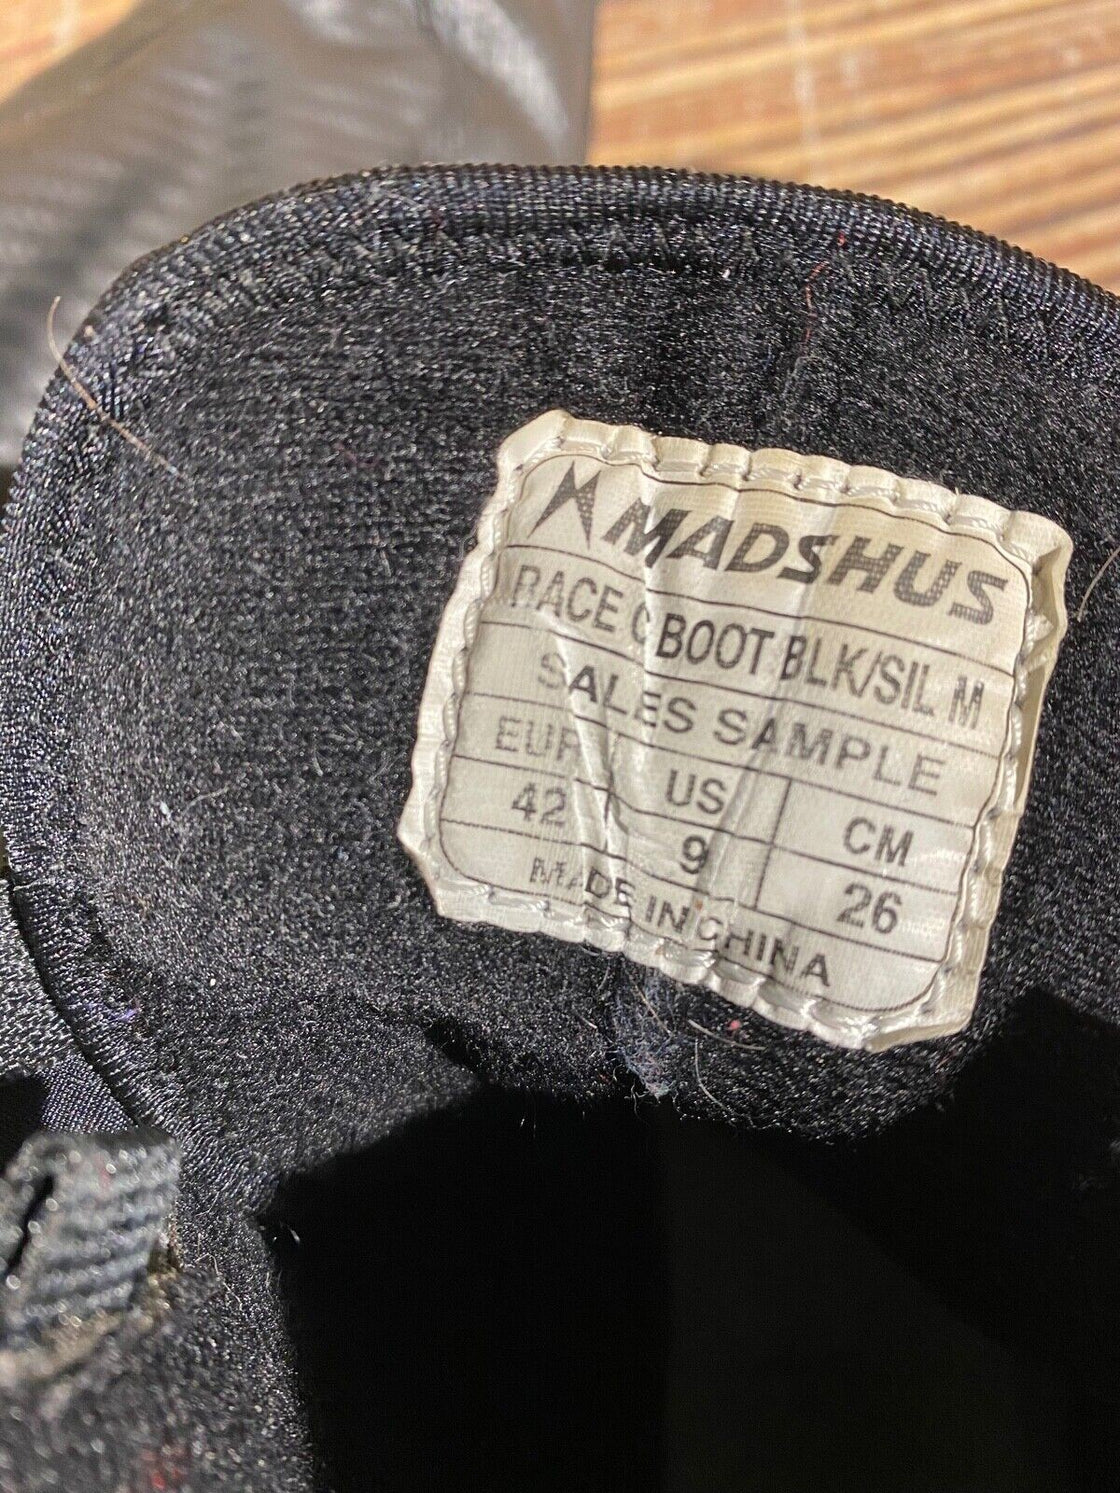 MADSHUS
RACE C BOOT BLK/SIL M
SALES SAMPLE
EUR US CM
42 9 26
MADE IN CHINA